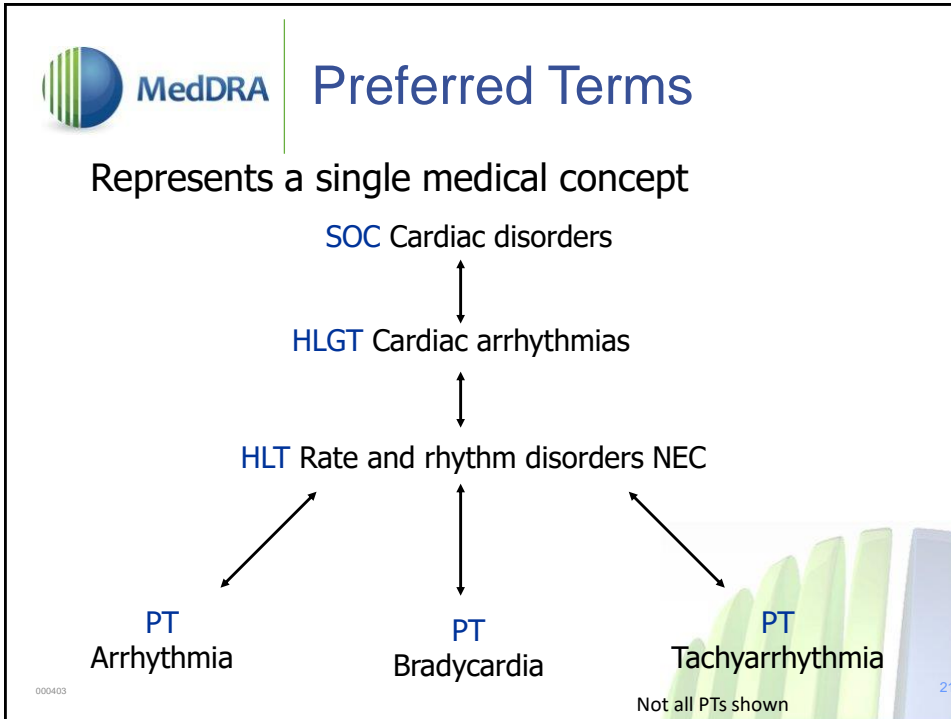 MedDRA
Preferred Terms
Represents a single medical concept
SOC Cardiac disorders
HLGT Cardiac arrhythmias
HLT Rate and rhythm disorders NEC
PT
Arrhythmia
PT
Bradycardia
PT
Tachyarrhythmia
Not all PTs shown
000403
21